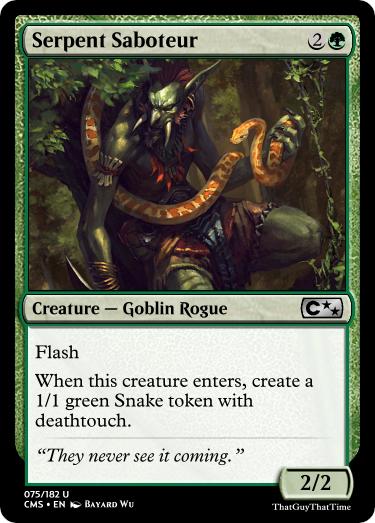 Serpent Saboteur 2
Creature — Goblin Rogue C
Flash
When this creature enters, create a
1/1 green Snake token with
deathtouch.
“They never see it coming.”
2/2
075/182 U
CMS • EN Bayard Wu
ThatGuyThatTime